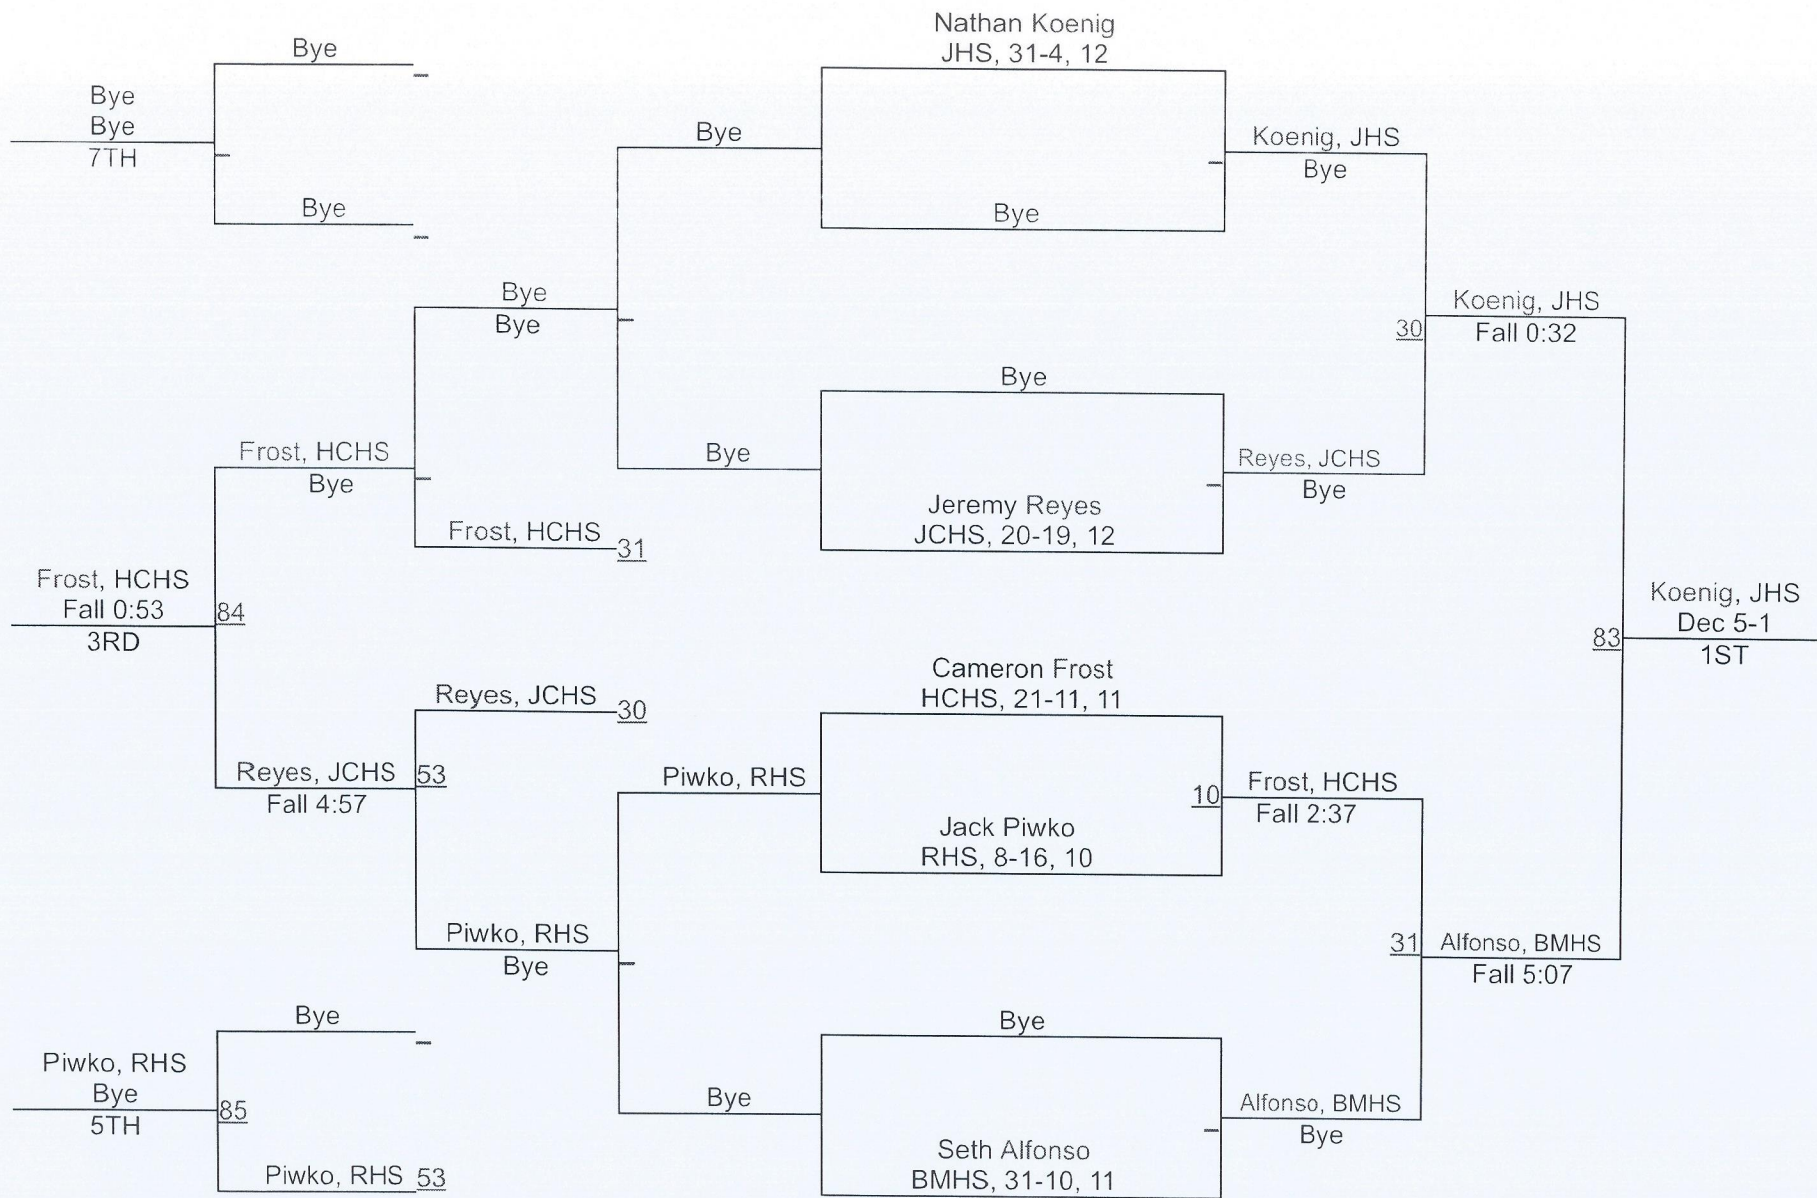 Nathan Koenig
JHS, 31-4, 12
Bye
Bye
Bye
7TH
Bye
Bye
Koenig, JHS
Bye
Bye
Bye
Bye
Koenig, JHS
Fall 0:32
30
Bye
Frost, HCHS
Bye
Bye
Reyes, JCHS
Bye
Jeremy Reyes
JCHS, 20-19, 12
Frost, HCHS 31
Frost, HCHS
Fall 0:53
3RD
84
Koenig, JHS
Dec 5-1
1ST
83
Cameron Frost
HCHS, 21-11, 11
Reyes, JCHS 30
Reyes, JCHS
Fall 4:57
53
Piwko, RHS
10
Frost, HCHS
Fall 2:37
Jack Piwko
RHS, 8-16, 10
Piwko, RHS
Bye
31
Alfonso, BMHS
Fall 5:07
Bye
Bye
Piwko, RHS
Bye
5TH
85
Bye
Alfonso, BMHS
Bye
Seth Alfonso
BMHS, 31-10, 11
Piwko, RHS 53